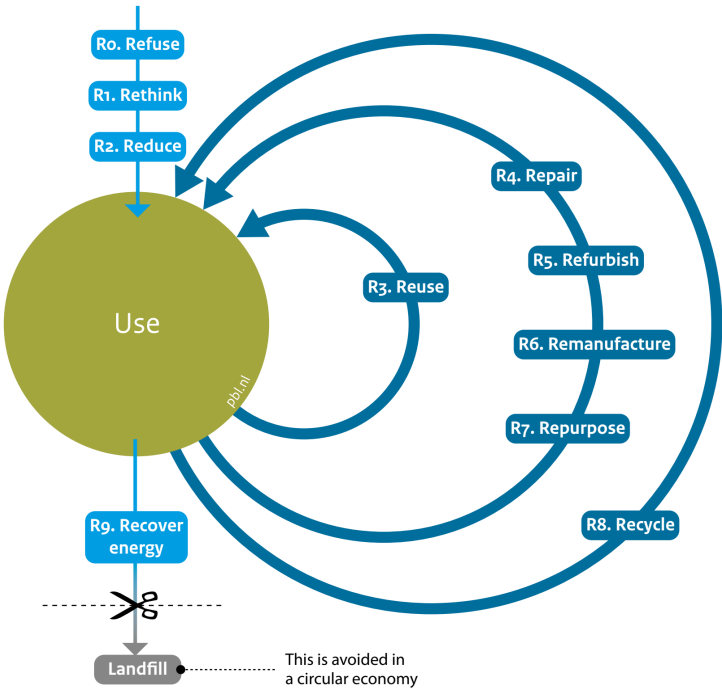 R0. Refuse
R1. Rethink
R2. Reduce
R4. Repair
R5. Refurbish
R3. Reuse
Use
R6. Remanufacture
pbl.nl
R7. Repurpose
R8. Recycle
R9. Recover
energy
Landfill
This is avoided in
a circular economy